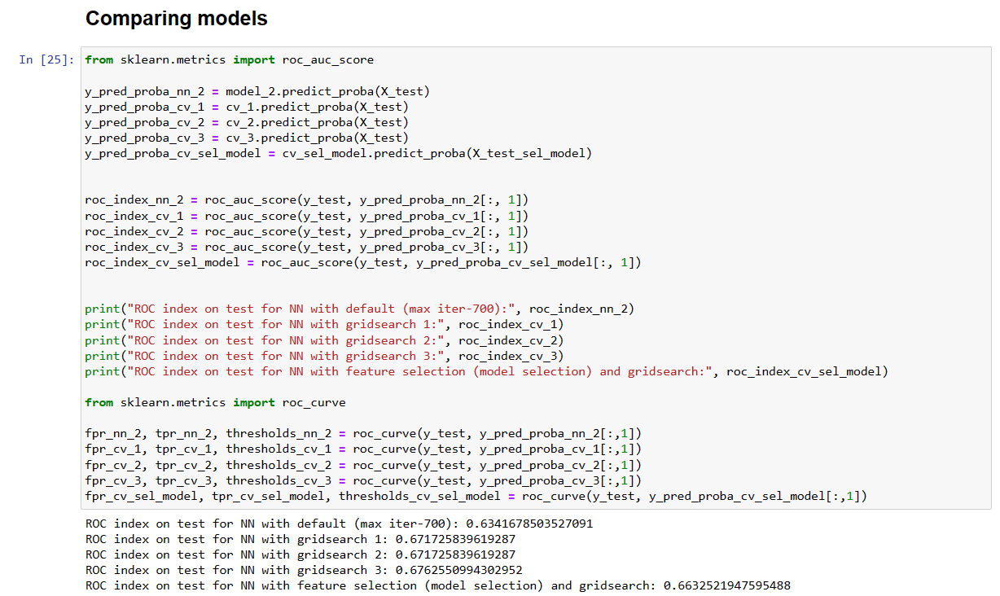 Comparing models
In [25]:
from sklearn.metrics import roc_auc_score
y_pred_proba_nn_2 = model_2.predict_proba(X_test)
y_pred_proba_cv_1 = cv_1.predict_proba(X_test)
y_pred_proba_cv_2 = cv_2.predict_proba(X_test)
y_pred_proba_cv_3 = cv_3.predict_proba(X_test)
y_pred_proba_cv_sel_model = cv_sel_model.predict_proba(X_test_sel_model)
roc_index_nn_2 = roc_auc_score(y_test, y_pred_proba_nn_2[:, 1])
roc_index_cv_1 = roc_auc_score(y_test, y_pred_proba_cv_1[:, 1])
roc_index_cv_2 = roc_auc_score(y_test, y_pred_proba_cv_2[:, 1])
roc_index_cv_3 = roc_auc_score(y_test, y_pred_proba_cv_3[:, 1])
roc_index_cv_sel_model = roc_auc_score(y_test, y_pred_proba_cv_sel_model[:, 1])
print("ROC index on test for NN with default (max iter-700):", roc_index_nn_2)
print("ROC index on test for NN with gridsearch 1:", roc_index_cv_1)
print("ROC index on test for NN with gridsearch 2:", roc_index_cv_2)
print("ROC index on test for NN with gridsearch 3:", roc_index_cv_3)
print("ROC index on test for NN with feature selection (model selection) and gridsearch:", roc_index_cv_sel_model)
from sklearn.metrics import roc_curve
fpr_nn_2, tpr_nn_2, thresholds_nn_2 = roc_curve(y_test, y_pred_proba_nn_2[:,1])
fpr_cv_1, tpr_cv_1, thresholds_cv_1 = roc_curve(y_test, y_pred_proba_cv_1[:,1])
fpr_cv_2, tpr_cv_2, thresholds_cv_2 = roc_curve(y_test, y_pred_proba_cv_2[:,1])
fpr_cv_3, tpr_cv_3, thresholds_cv_3 = roc_curve(y_test, y_pred_proba_cv_3[:,1])
fpr_cv_sel_model, tpr_cv_sel_model, thresholds_cv_sel_model = roc_curve(y_test, y_pred_proba_cv_sel_model[:,1])
ROC index on test for NN with default (max iter-700): 0.6341678503527091
ROC index on test for NN with gridsearch 1: 0.671725839619287
ROC index on test for NN with gridsearch 2: 0.671725839619287
ROC index on test for NN with gridsearch 3: 0.6762550994302952
ROC index on test for NN with feature selection (model selection) and gridsearch: 0.6632521947595488